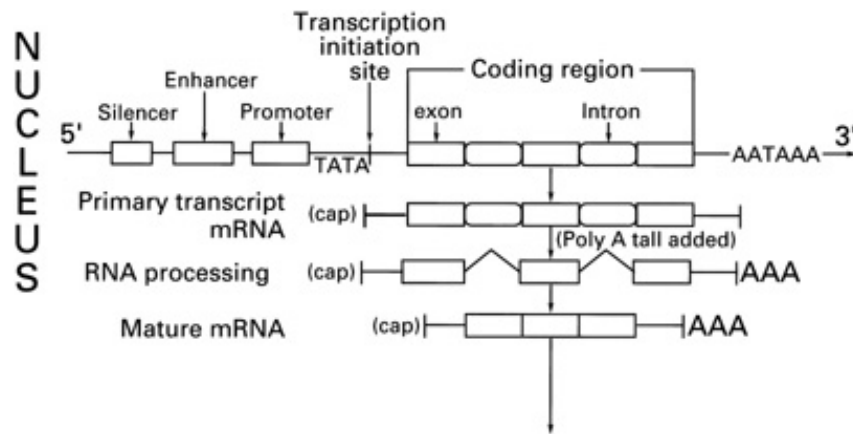 NUCLEUS
Transcription
initiation
site
Enhancer
Silencer
Promoter
Coding region
exon
Intron
5'
TATA
AATAAA
3'
Primary transcript
mRNA
(cap)
(Poly A tall added)
RNA processing
(cap)
AAA
Mature mRNA
(cap)
AAA